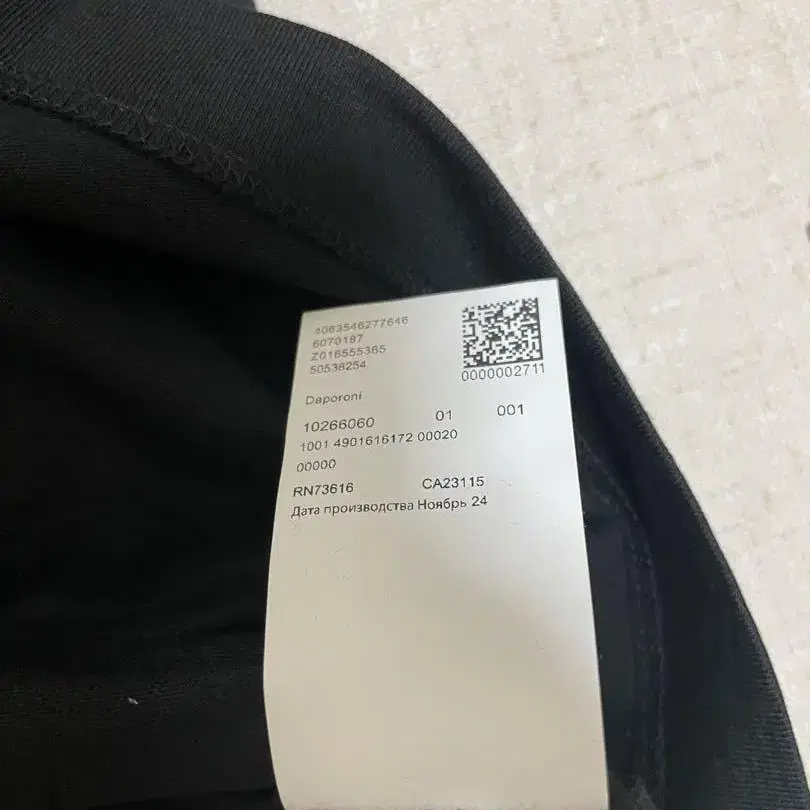 4063546277646
6070187
Z016555365
50538254
0000002711
Daporoni
10266060 01 001
1001 4901616172 00020
00000
RN73616 CA23115
Дата производства Ноябрь 24